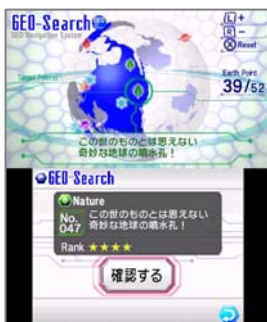 GEO-Search
GEO Navigation System
L +
R -
X Reset
Target Point
Earth Point
39/52
この世のものとは思えない
奇妙な地球の噴水孔！
GEO-Search
Nature
No.
047
この世のものとは思えない
奇妙な地球の噴水孔！
Rank ★★★★
確認する